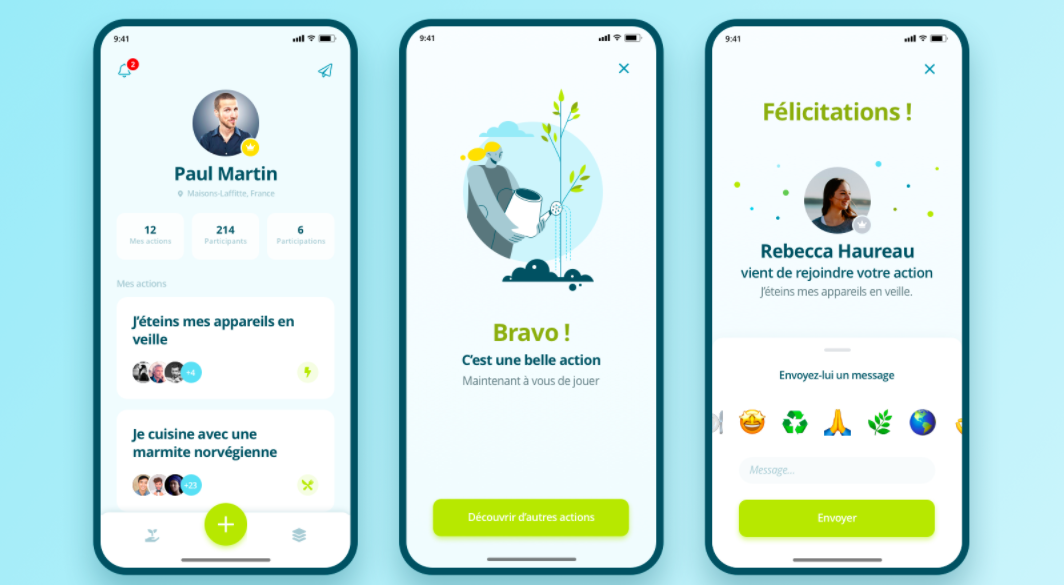 9:41
2
Paul Martin
Maisons-Laffitte, France
12
Mes actions
214
Participants
6
Participations
Mes actions
J'éteins mes appareils en
veille
+4
Je cuisine avec une
marmite norvégienne
+23
9:41
Bravo !
C'est une belle action
Maintenant à vous de jouer
Découvrir d'autres actions
9:41
Félicitations !
Rebecca Haureau
vient de rejoindre votre action
J'éteins mes appareils en veille.
Envoyez-lui un message
Message...
Envoyer